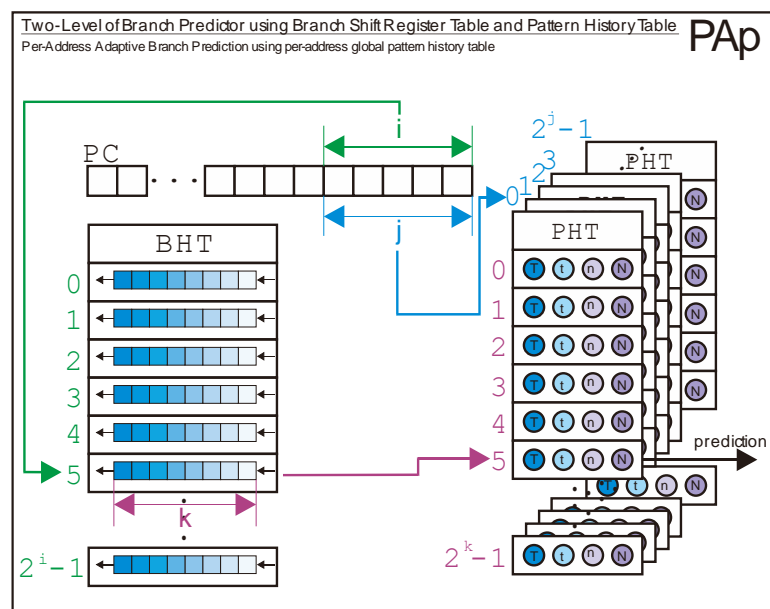 Two-Level of Branch Predictor using Branch Shift Register Table and Pattern History Table
PAp
Per-Address Adaptive Branch Prediction using per-address global pattern history table
i
2^j-1
PC
...
3
2
1
0
PHT
j
BHT
PHT
0
T t n N
N
1
T t n N
N
2
T t n N
N
3
T t n N
N
4
T t n N
N
5
T t n N
N
0
1
2
3
4
5
prediction
k
T t n N
2^i-1
2^k-1
T t n N